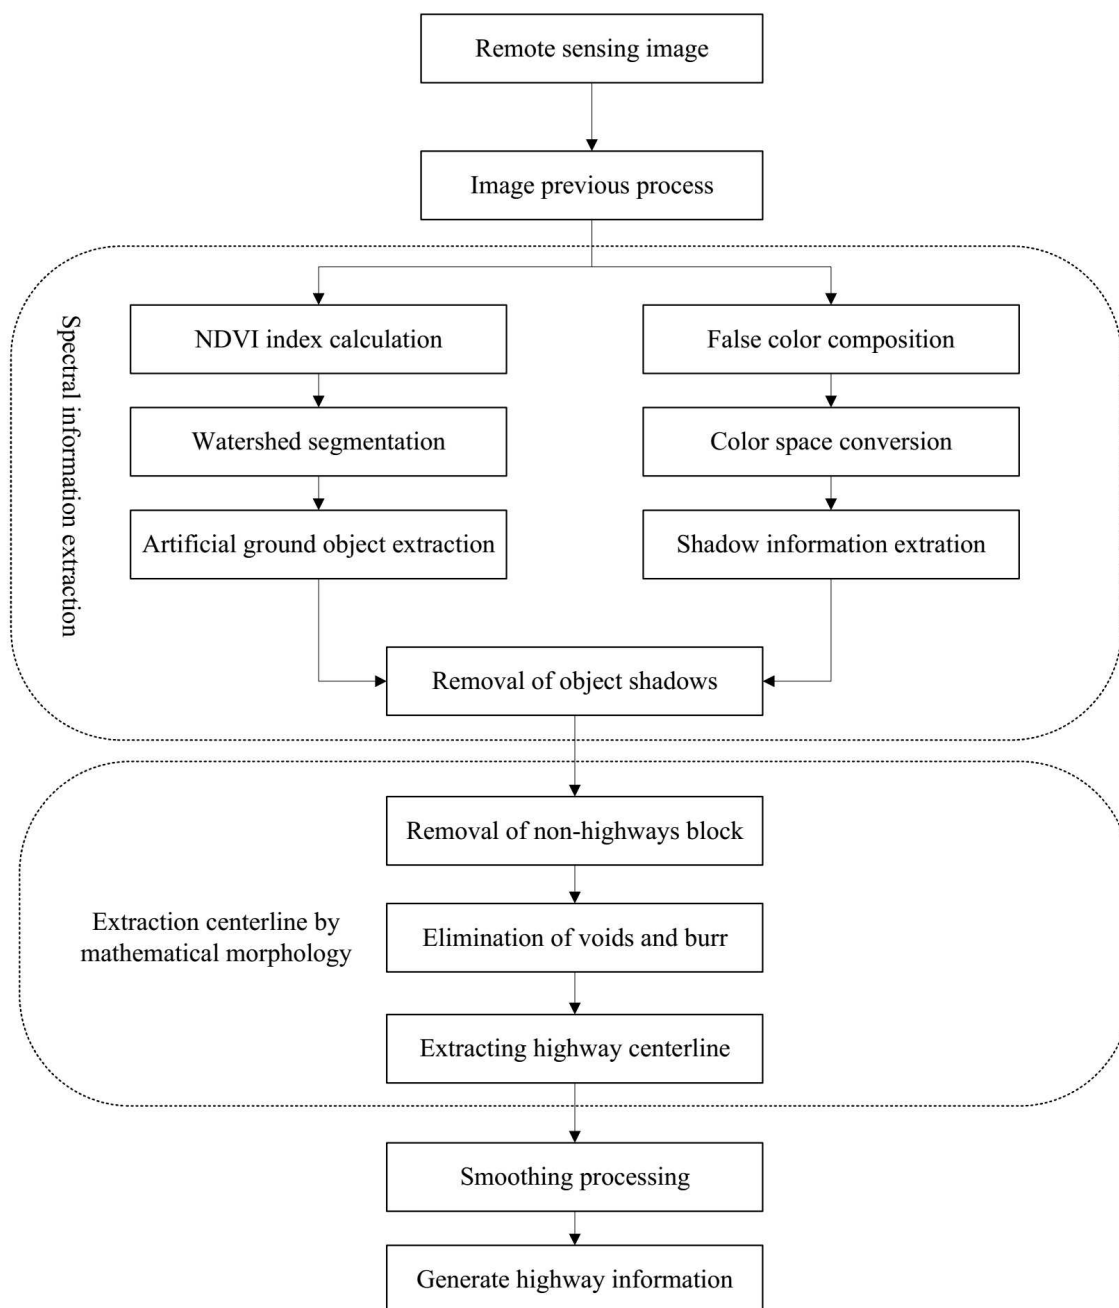 Remote sensing image
Image previous process
Spectral information extraction
NDVI index calculation
False color composition
Watershed segmentation
Color space conversion
Artificial ground object extraction
Shadow information extration
Removal of object shadows
Removal of non-highways block
Extraction centerline by
mathematical morphology
Elimination of voids and burr
Extracting highway centerline
Smoothing processing
Generate highway information